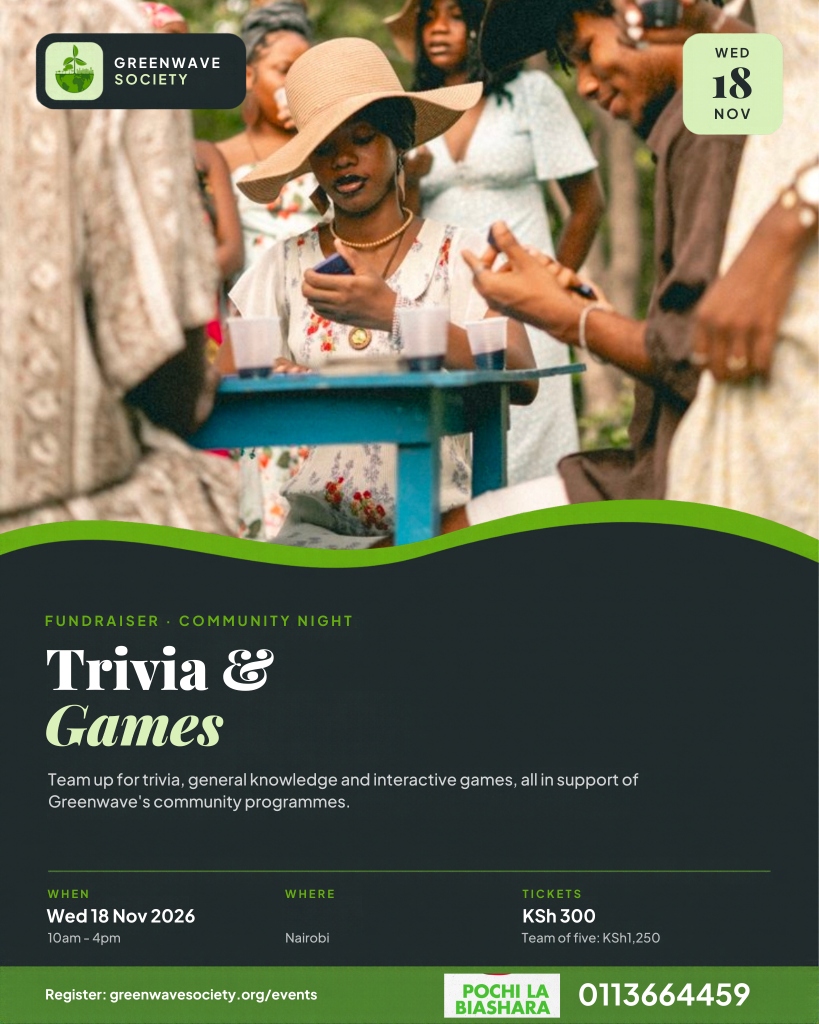 GREENWAVE
SOCIETY
WED
18
NOV
FUNDRAISER · COMMUNITY NIGHT
Trivia &
Games
Team up for trivia, general knowledge and interactive games, all in support of
Greenwave's community programmes.
WHEN
Wed 18 Nov 2026
10am - 4pm
WHERE
Nairobi
TICKETS
KSh 300
Team of five: KSh1,250
Register: greenwavesociety.org/events
POCHI LA
BIASHARA
0113664459